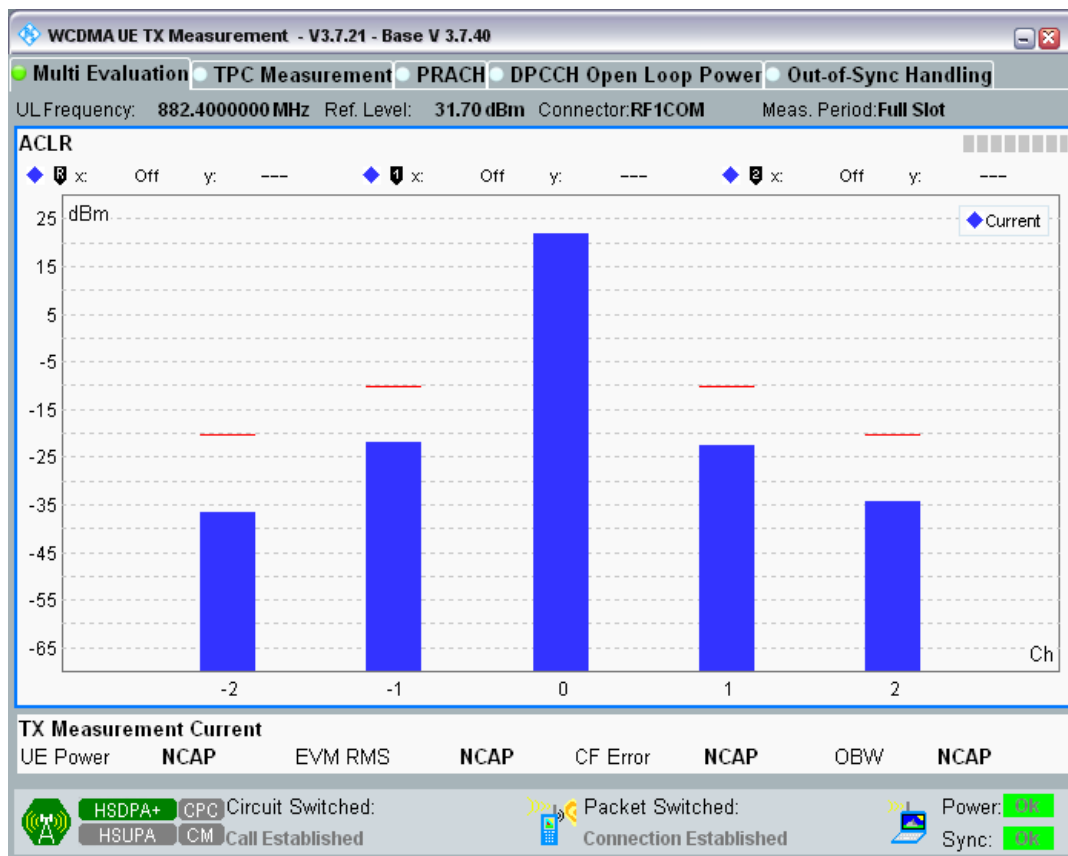 WCDMA UE TX Measurement - V3.7.21 - Base V 3.7.40
Multi Evaluation TPC Measurement PRACH DPCCH Open Loop Power Out-of-Sync Handling
UL Frequency: 882.4000000 MHz Ref. Level: 31.70 dBm Connector:RF1COM Meas. Period:Full Slot
ACLR
R x: Off y: --- 1 x: Off y: --- 2 x: Off y: ---
dBm
Current
25
15
5
-5
-15
-25
-35
-45
-55
-65
Ch
-2 -1 0 1 2
TX Measurement Current
UE Power NCAP EVM RMS NCAP CF Error NCAP OBW NCAP
HSDPA+ CPC Circuit Switched: Packet Switched: Power: OK
HSUPA CM Call Established Connection Established Sync: OK